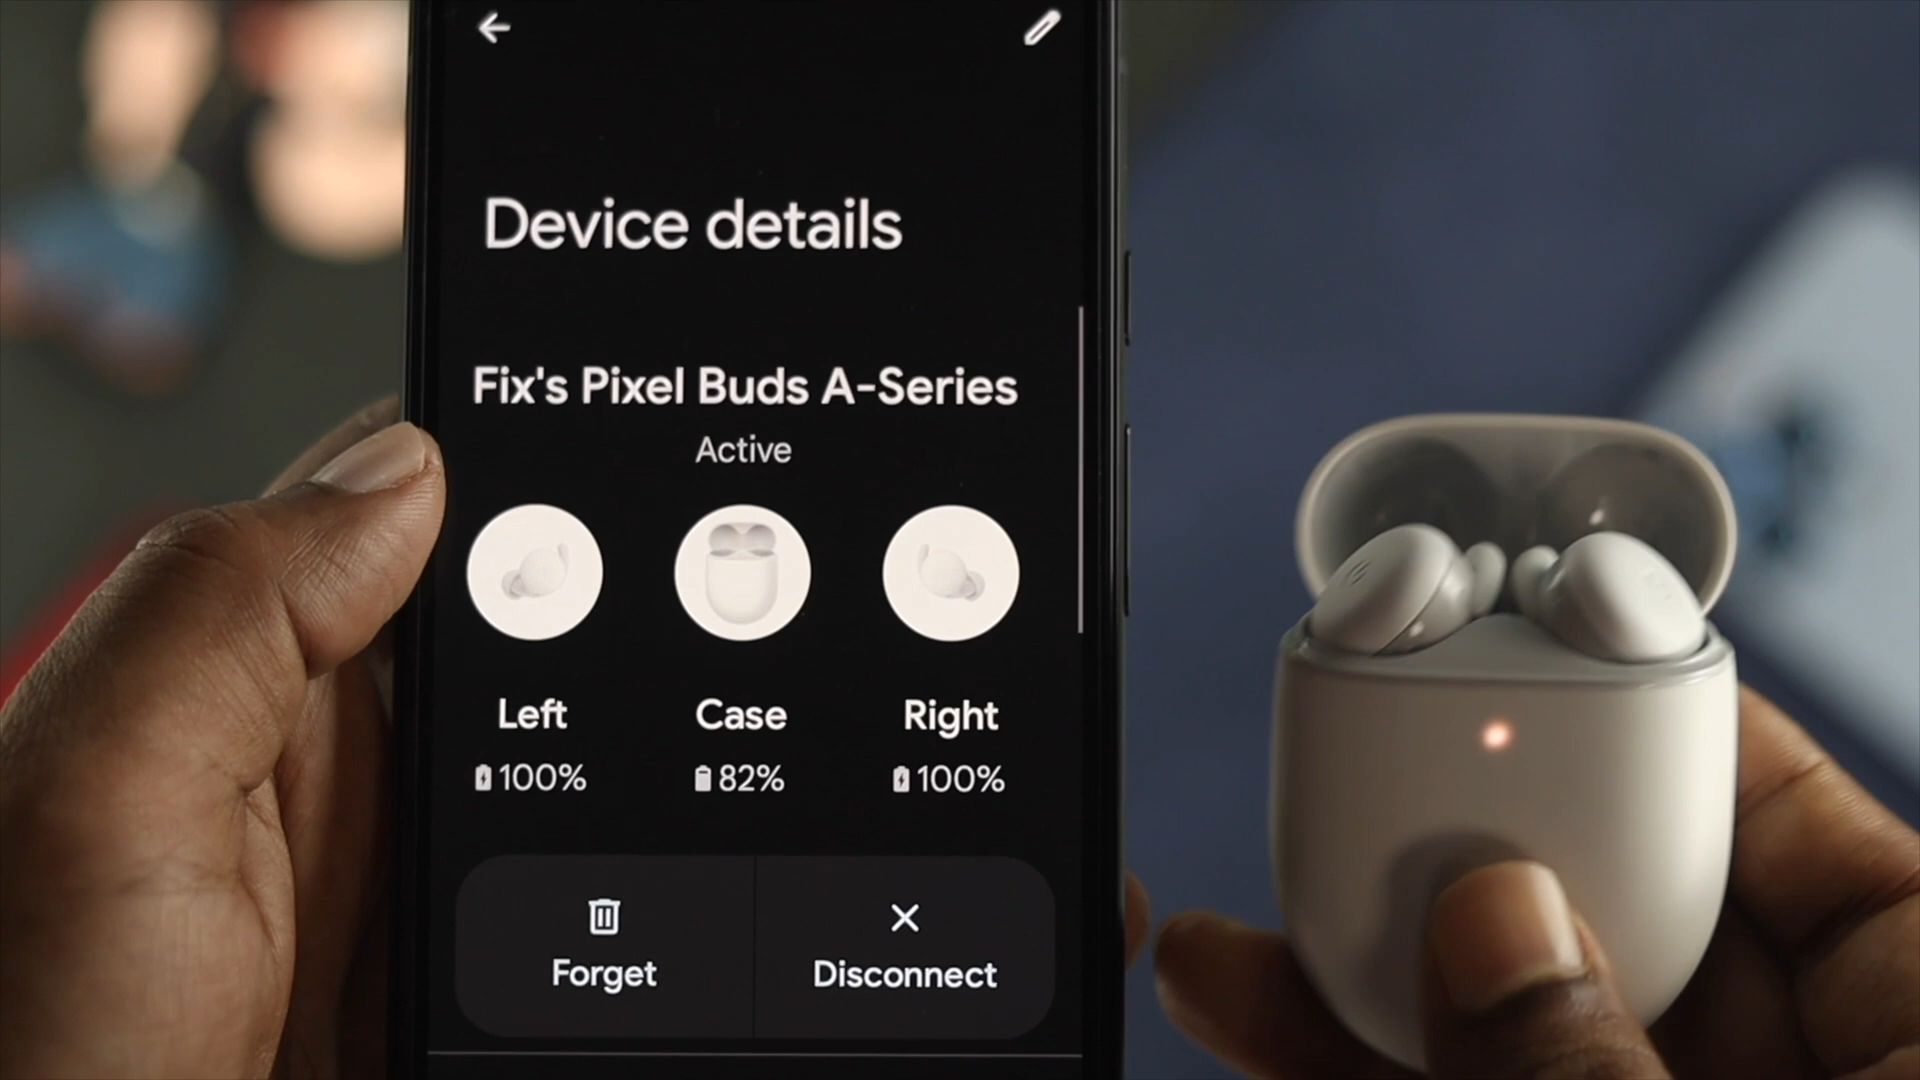 Device details
Fix's Pixel Buds A-Series
Active
Left Case Right
100% 82% 100%
Forget Disconnect